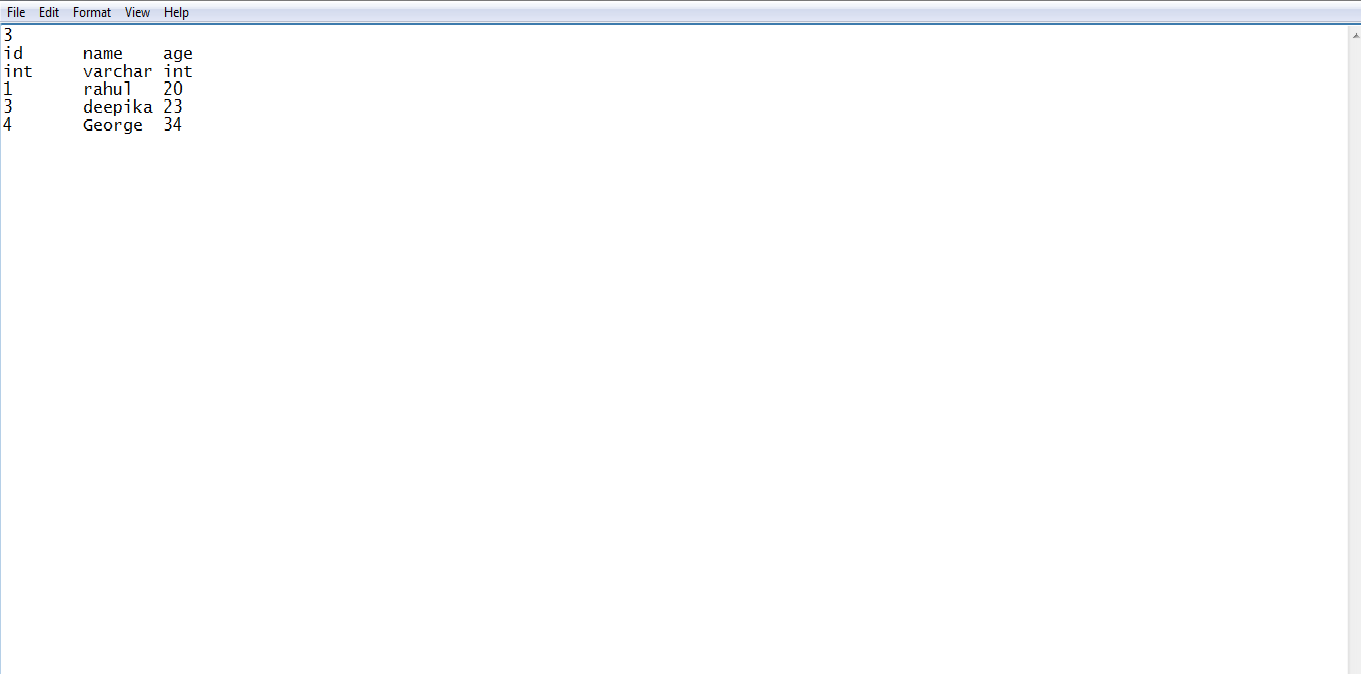 File Edit Format View Help
3
id name age
int varchar int
1 rahul 20
3 deepika 23
4 George 34